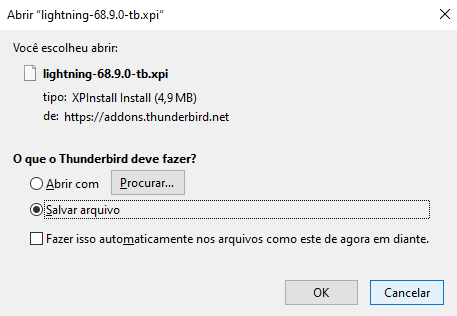 Abrir "lightning-68.9.0-tb.xpi"
Você escolheu abrir:
lightning-68.9.0-tb.xpi
tipo: XPInstall Install (4,9 MB)
de: https://addons.thunderbird.net
O que o Thunderbird deve fazer?
Abrir com Procurar...
Salvar arquivo
Fazer isso automaticamente nos arquivos como este de agora em diante.
OK Cancelar